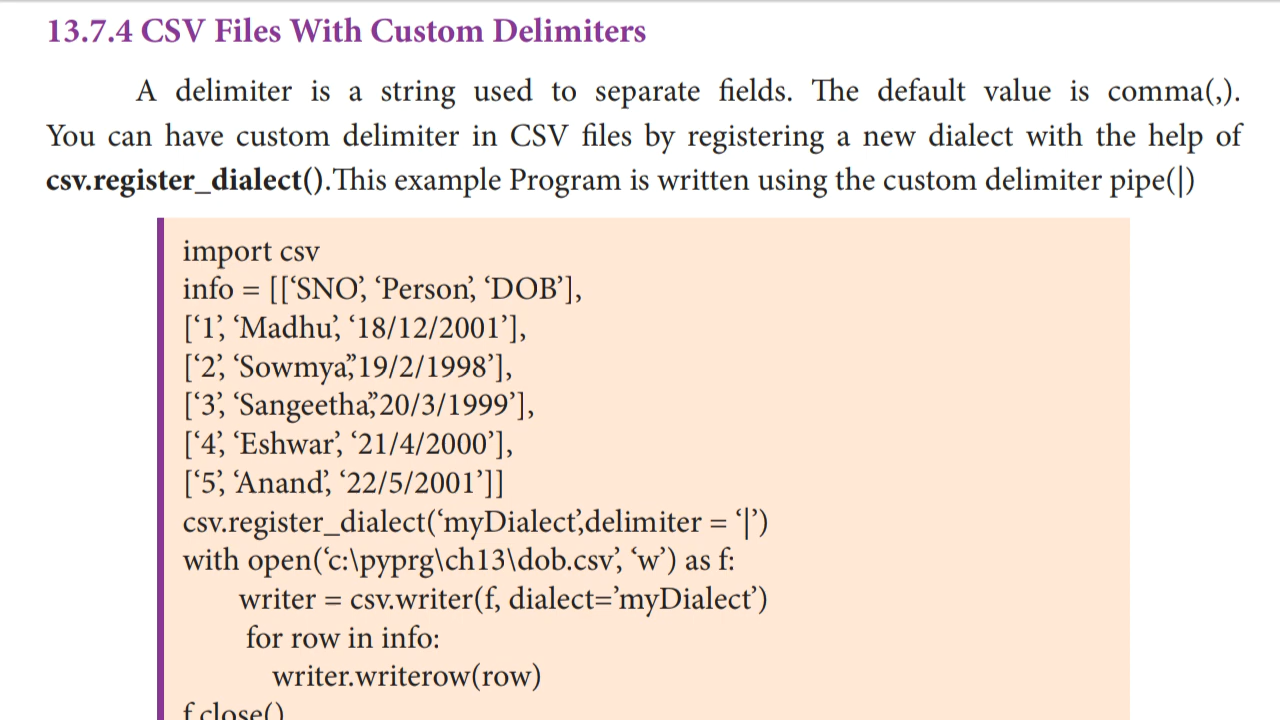 13.7.4 CSV Files With Custom Delimiters
A delimiter is a string used to separate fields. The default value is comma(,).
You can have custom delimiter in CSV files by registering a new dialect with the help of
csv.register_dialect().This example Program is written using the custom delimiter pipe(|)
import csv
info = [[‘SNO’, ‘Person’, ‘DOB’],
[‘1’, ‘Madhu’, ‘18/12/2001’],
[‘2’, ‘Sowmya’,’19/2/1998’],
[‘3’, ‘Sangeetha’,’20/3/1999’],
[‘4’, ‘Eshwar’, ‘21/4/2000’],
[‘5’, ‘Anand’, ‘22/5/2001’]]
csv.register_dialect(‘myDialect’,delimiter = ‘|’)
with open(‘c:\pyprg\ch13\dob.csv’, ‘w’) as f:
writer = csv.writer(f, dialect=’myDialect’)
for row in info:
writer.writerow(row)
f.close()